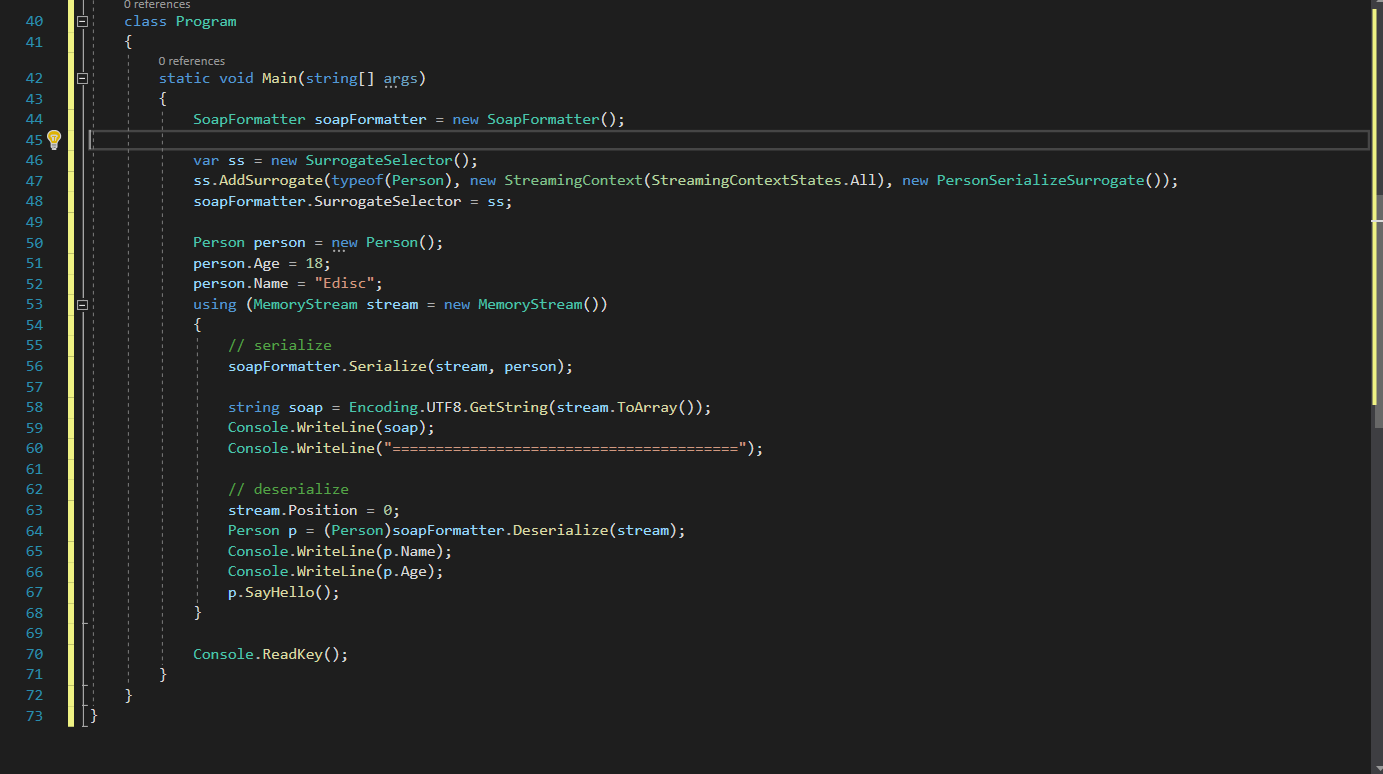 0 references
40 class Program
41 {
0 references
42 static void Main(string[] args)
43 {
44 SoapFormatter soapFormatter = new SoapFormatter();
45
46 var ss = new SurrogateSelector();
47 ss.AddSurrogate(typeof(Person), new StreamingContext(StreamingContextStates.All), new PersonSerializeSurrogate());
48 soapFormatter.SurrogateSelector = ss;
49
50 Person person = new Person();
51 person.Age = 18;
52 person.Name = "Edisc";
53 using (MemoryStream stream = new MemoryStream())
54 {
55 // serialize
56 soapFormatter.Serialize(stream, person);
57
58 string soap = Encoding.UTF8.GetString(stream.ToArray());
59 Console.WriteLine(soap);
60 Console.WriteLine("========================================");
61
62 // deserialize
63 stream.Position = 0;
64 Person p = (Person)soapFormatter.Deserialize(stream);
65 Console.WriteLine(p.Name);
66 Console.WriteLine(p.Age);
67 p.SayHello();
68 }
69
70 Console.ReadKey();
71 }
72 }
73 }